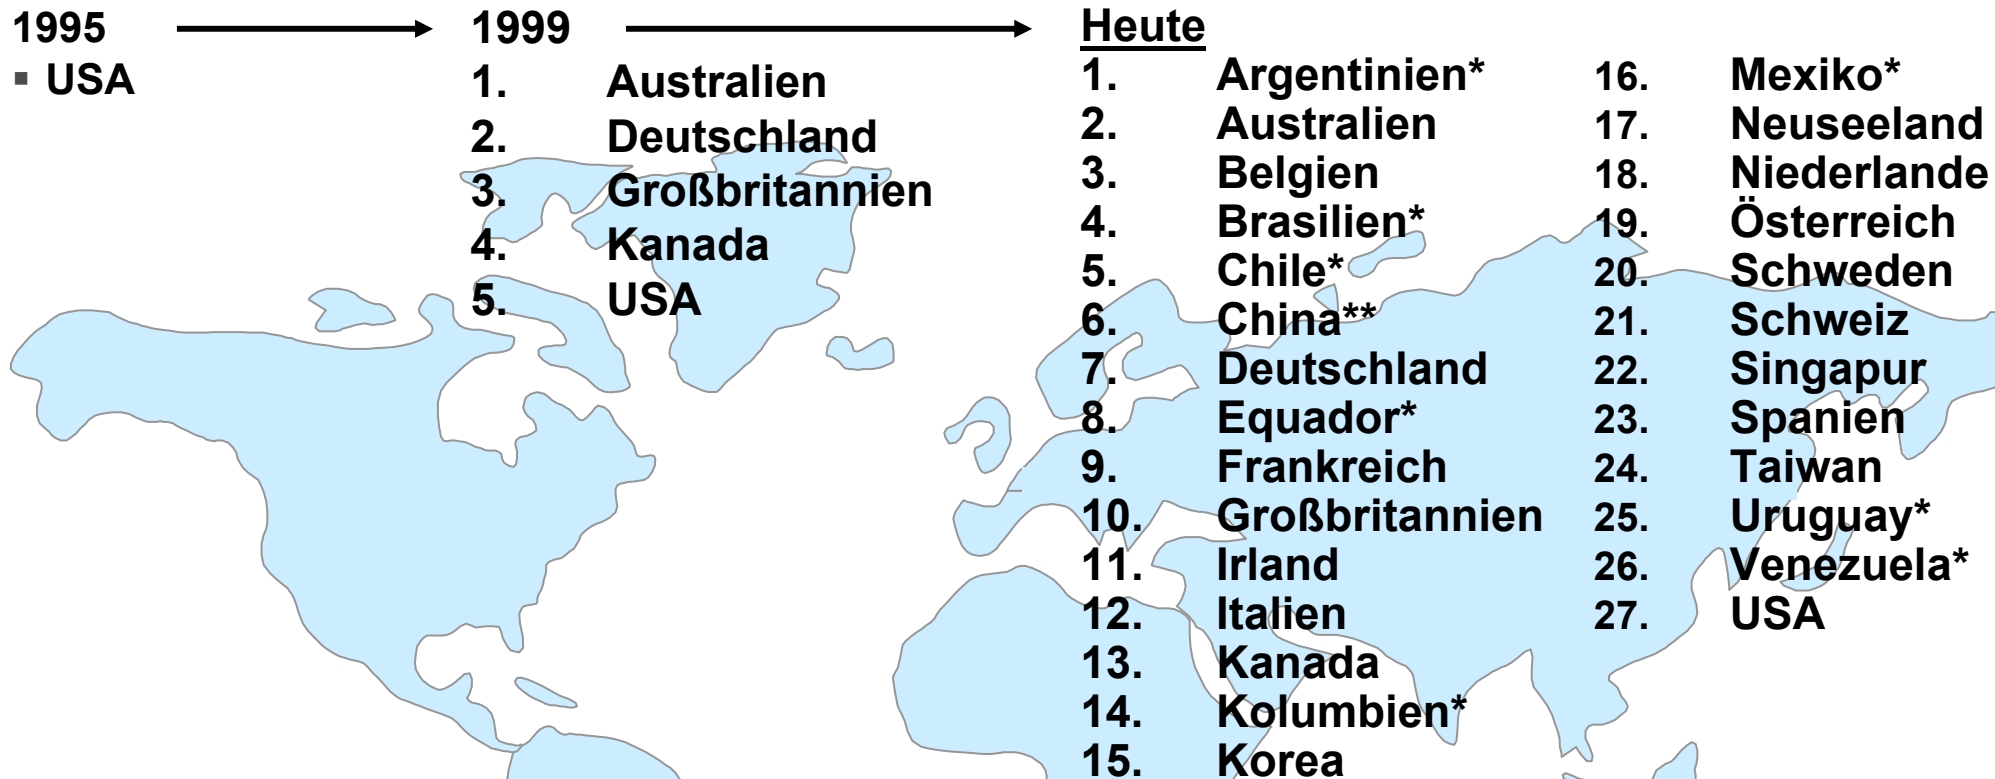 1995
▪ USA
1999
1. Australien
2. Deutschland
3. Großbritannien
4. Kanada
5. USA
Heute
1. Argentinien*
2. Australien
3. Belgien
4. Brasilien*
5. Chile*
6. China**
7. Deutschland
8. Equador*
9. Frankreich
10. Großbritannien
11. Irland
12. Italien
13. Kanada
14. Kolumbien*
15. Korea
16. Mexiko*
17. Neuseeland
18. Niederlande
19. Österreich
20. Schweden
21. Schweiz
22. Singapur
23. Spanien
24. Taiwan
25. Uruguay*
26. Venezuela*
27. USA